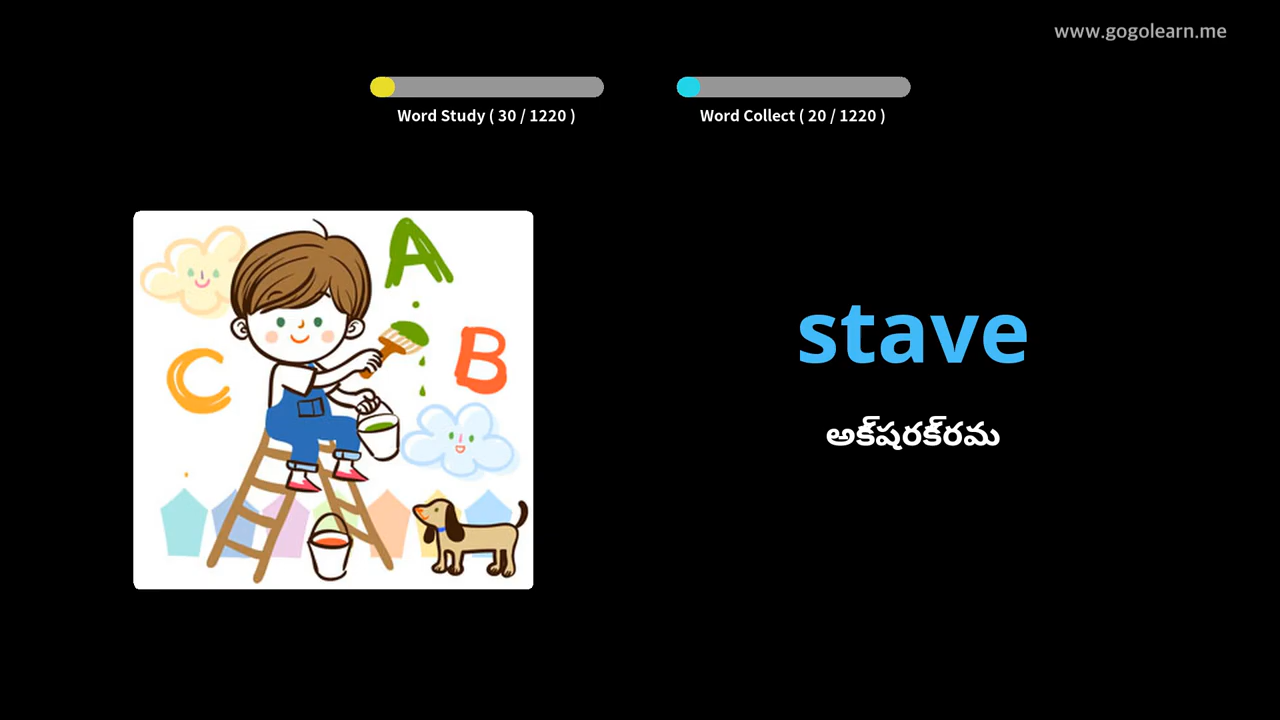 www.gogolearn.me
Word Study ( 30 / 1220 )
Word Collect ( 20 / 1220 )
A
B
C
stave
అక్‌షరక్‌రమ